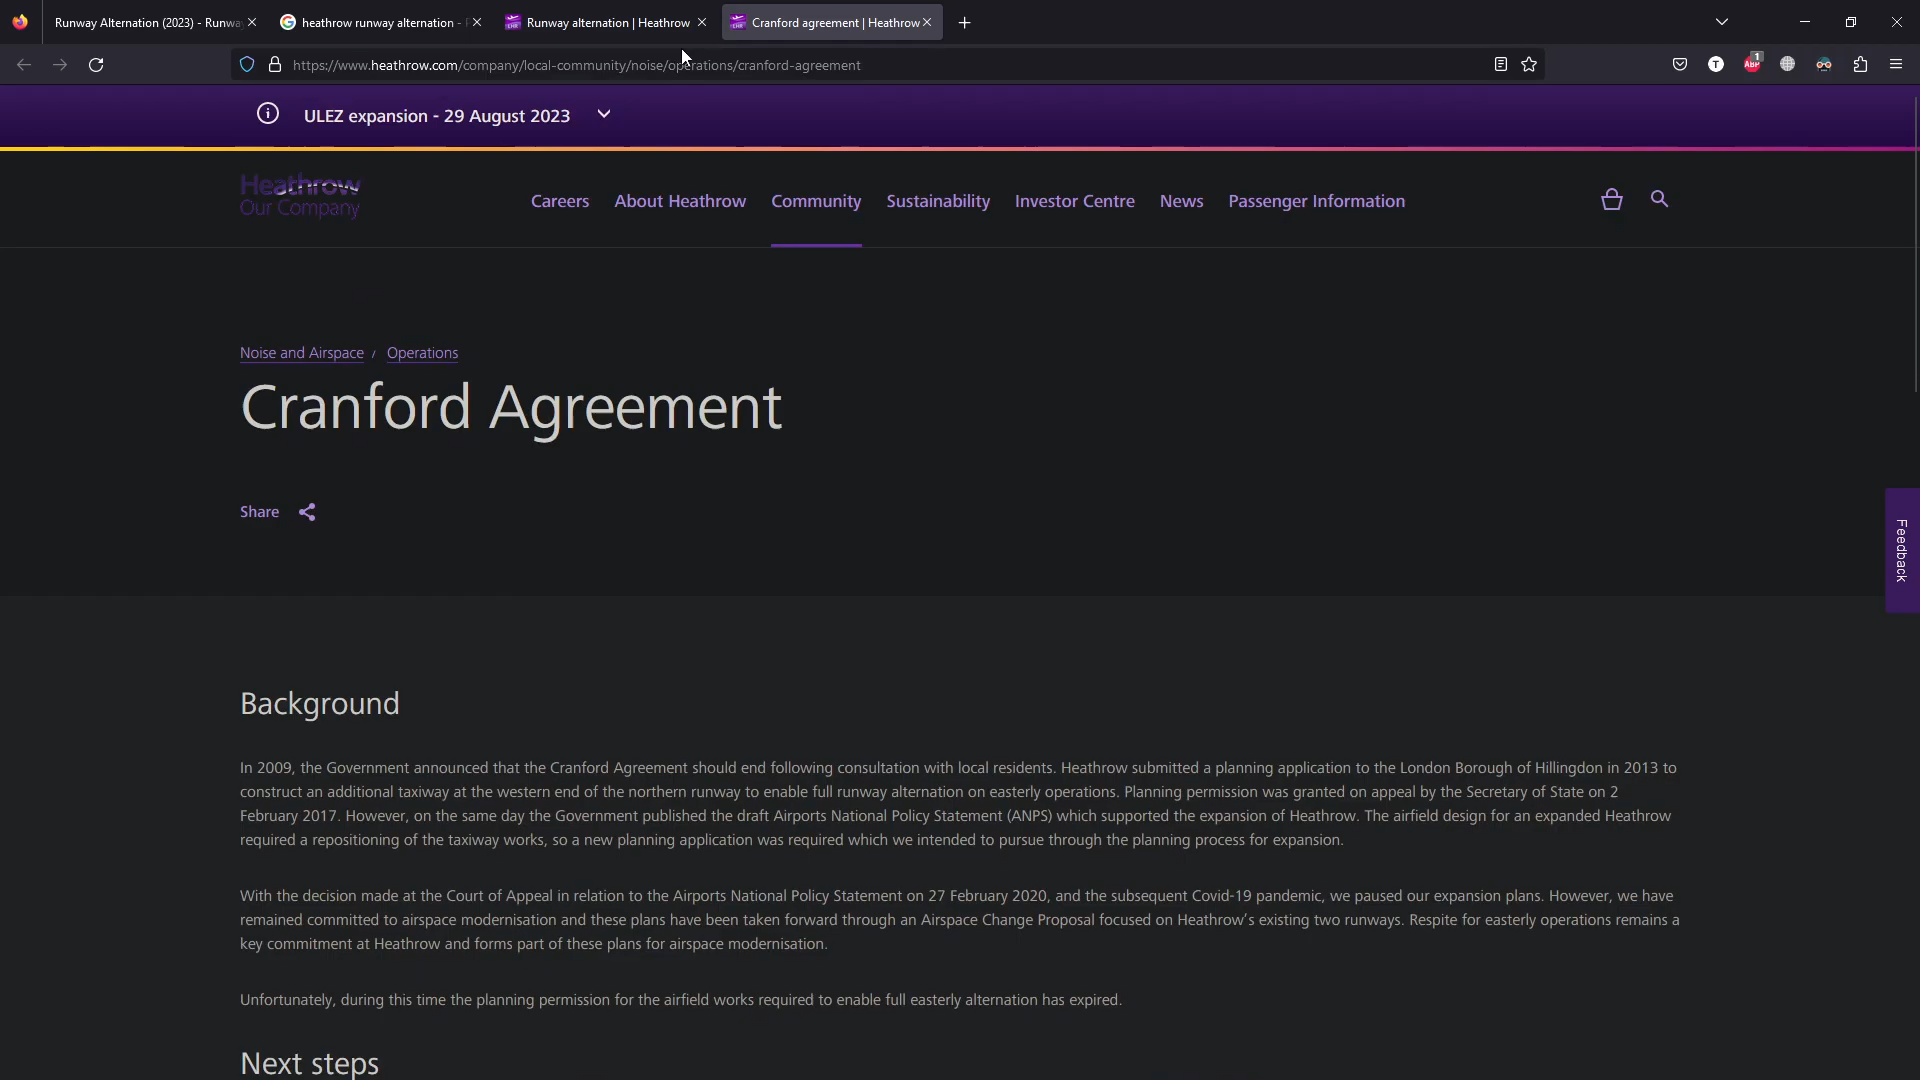 Runway Alternation (2023) - Runwa
heathrow runway alternation -
Runway alternation | Heathrow
Cranford agreement | Heathrow
https://www.heathrow.com/company/local-community/noise/operations/cranford-agreement
T
ABP
1
ULEZ expansion - 29 August 2023
Heathrow
Our Company
Careers
About Heathrow
Community
Sustainability
Investor Centre
News
Passenger Information
Noise and Airspace / Operations
Cranford Agreement
Share
Feedback
Background
In 2009, the Government announced that the Cranford Agreement should end following consultation with local residents. Heathrow submitted a planning application to the London Borough of Hillingdon in 2013 to
construct an additional taxiway at the western end of the northern runway to enable full runway alternation on easterly operations. Planning permission was granted on appeal by the Secretary of State on 2
February 2017. However, on the same day the Government published the draft Airports National Policy Statement (ANPS) which supported the expansion of Heathrow. The airfield design for an expanded Heathrow
required a repositioning of the taxiway works, so a new planning application was required which we intended to pursue through the planning process for expansion.
With the decision made at the Court of Appeal in relation to the Airports National Policy Statement on 27 February 2020, and the subsequent Covid-19 pandemic, we paused our expansion plans. However, we have
remained committed to airspace modernisation and these plans have been taken forward through an Airspace Change Proposal focused on Heathrow’s existing two runways. Respite for easterly operations remains a
key commitment at Heathrow and forms part of these plans for airspace modernisation.
Unfortunately, during this time the planning permission for the airfield works required to enable full easterly alternation has expired.
Next steps